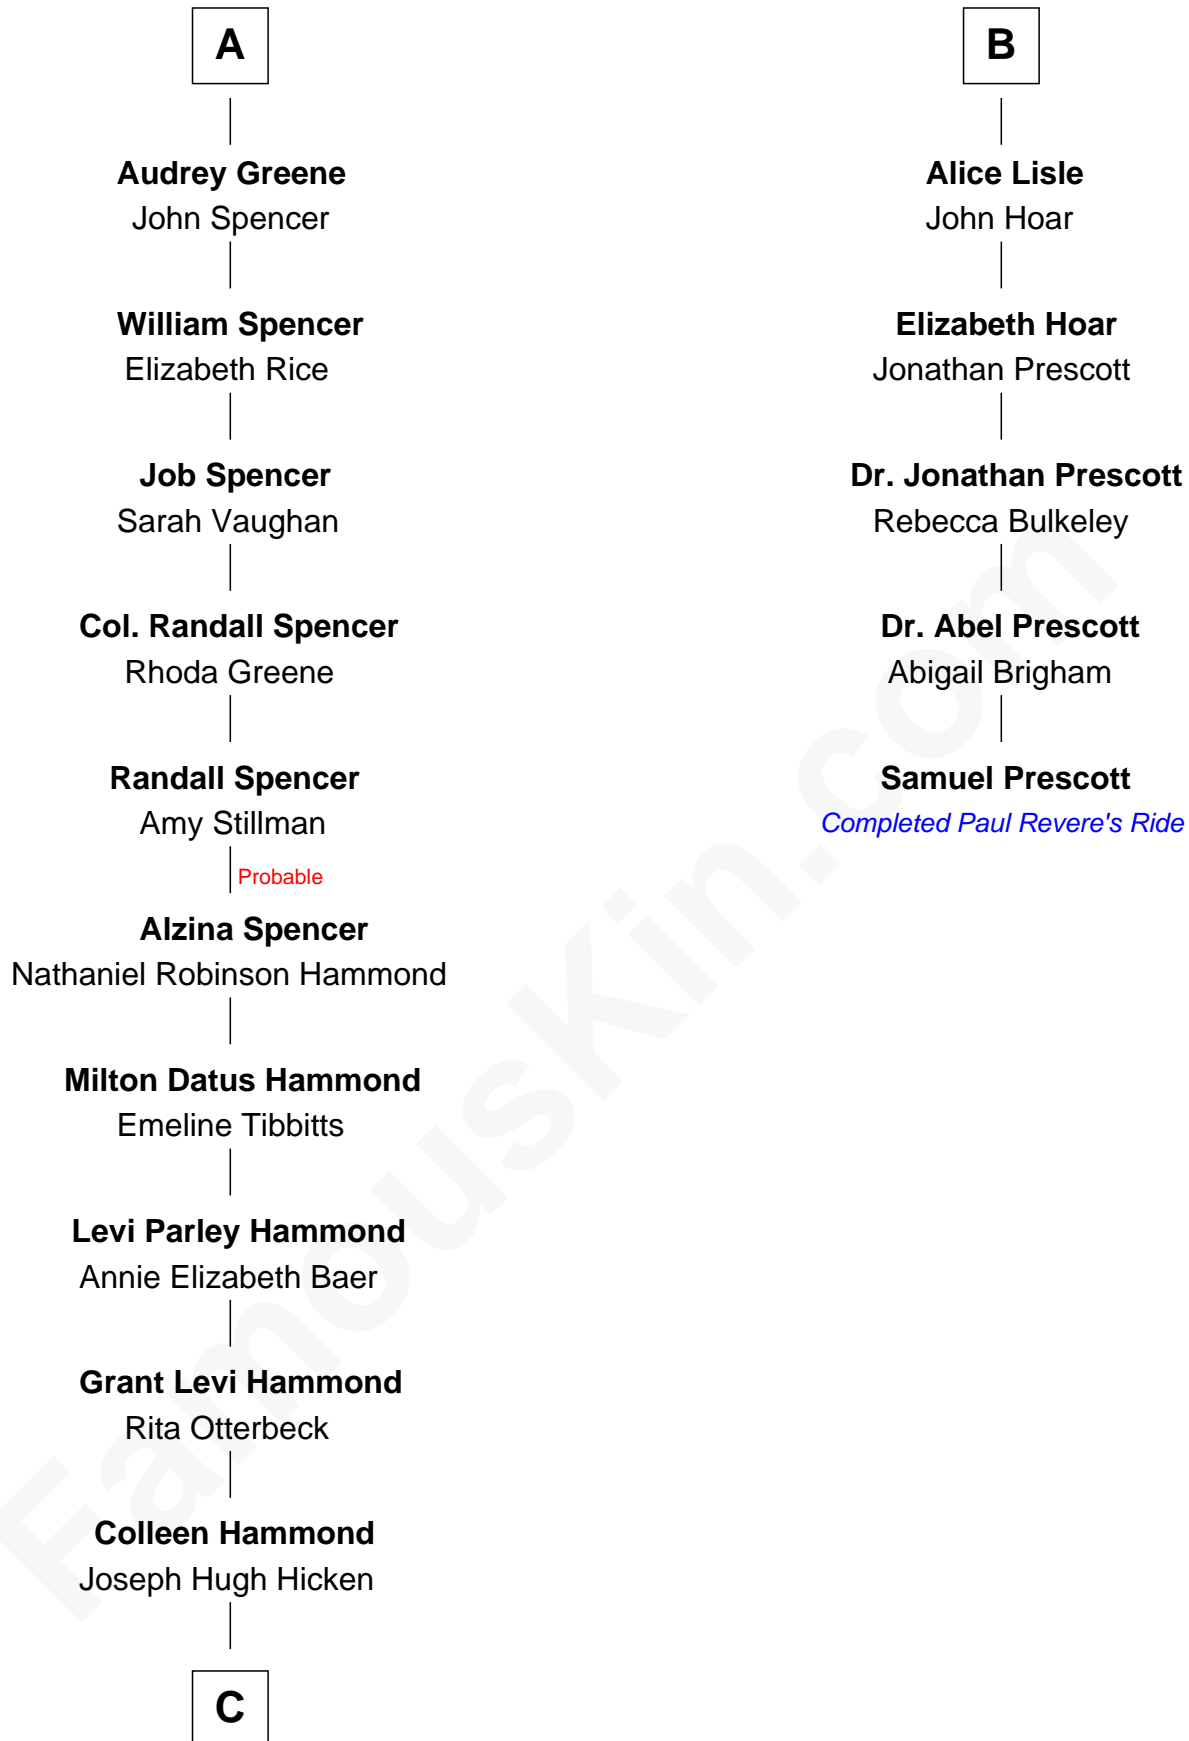 A
Audrey Greene
John Spencer
William Spencer
Elizabeth Rice
Job Spencer
Sarah Vaughan
Col. Randall Spencer
Rhoda Greene
Randall Spencer
Amy Stillman
Probable
Alzina Spencer
Nathaniel Robinson Hammond
Milton Datus Hammond
Emeline Tibbitts
Levi Parley Hammond
Annie Elizabeth Baer
Grant Levi Hammond
Rita Otterbeck
Colleen Hammond
Joseph Hugh Hicken
C
B
Alice Lisle
John Hoar
Elizabeth Hoar
Jonathan Prescott
Dr. Jonathan Prescott
Rebecca Bulkeley
Dr. Abel Prescott
Abigail Brigham
Samuel Prescott
Completed Paul Revere's Ride
FamousKin.com